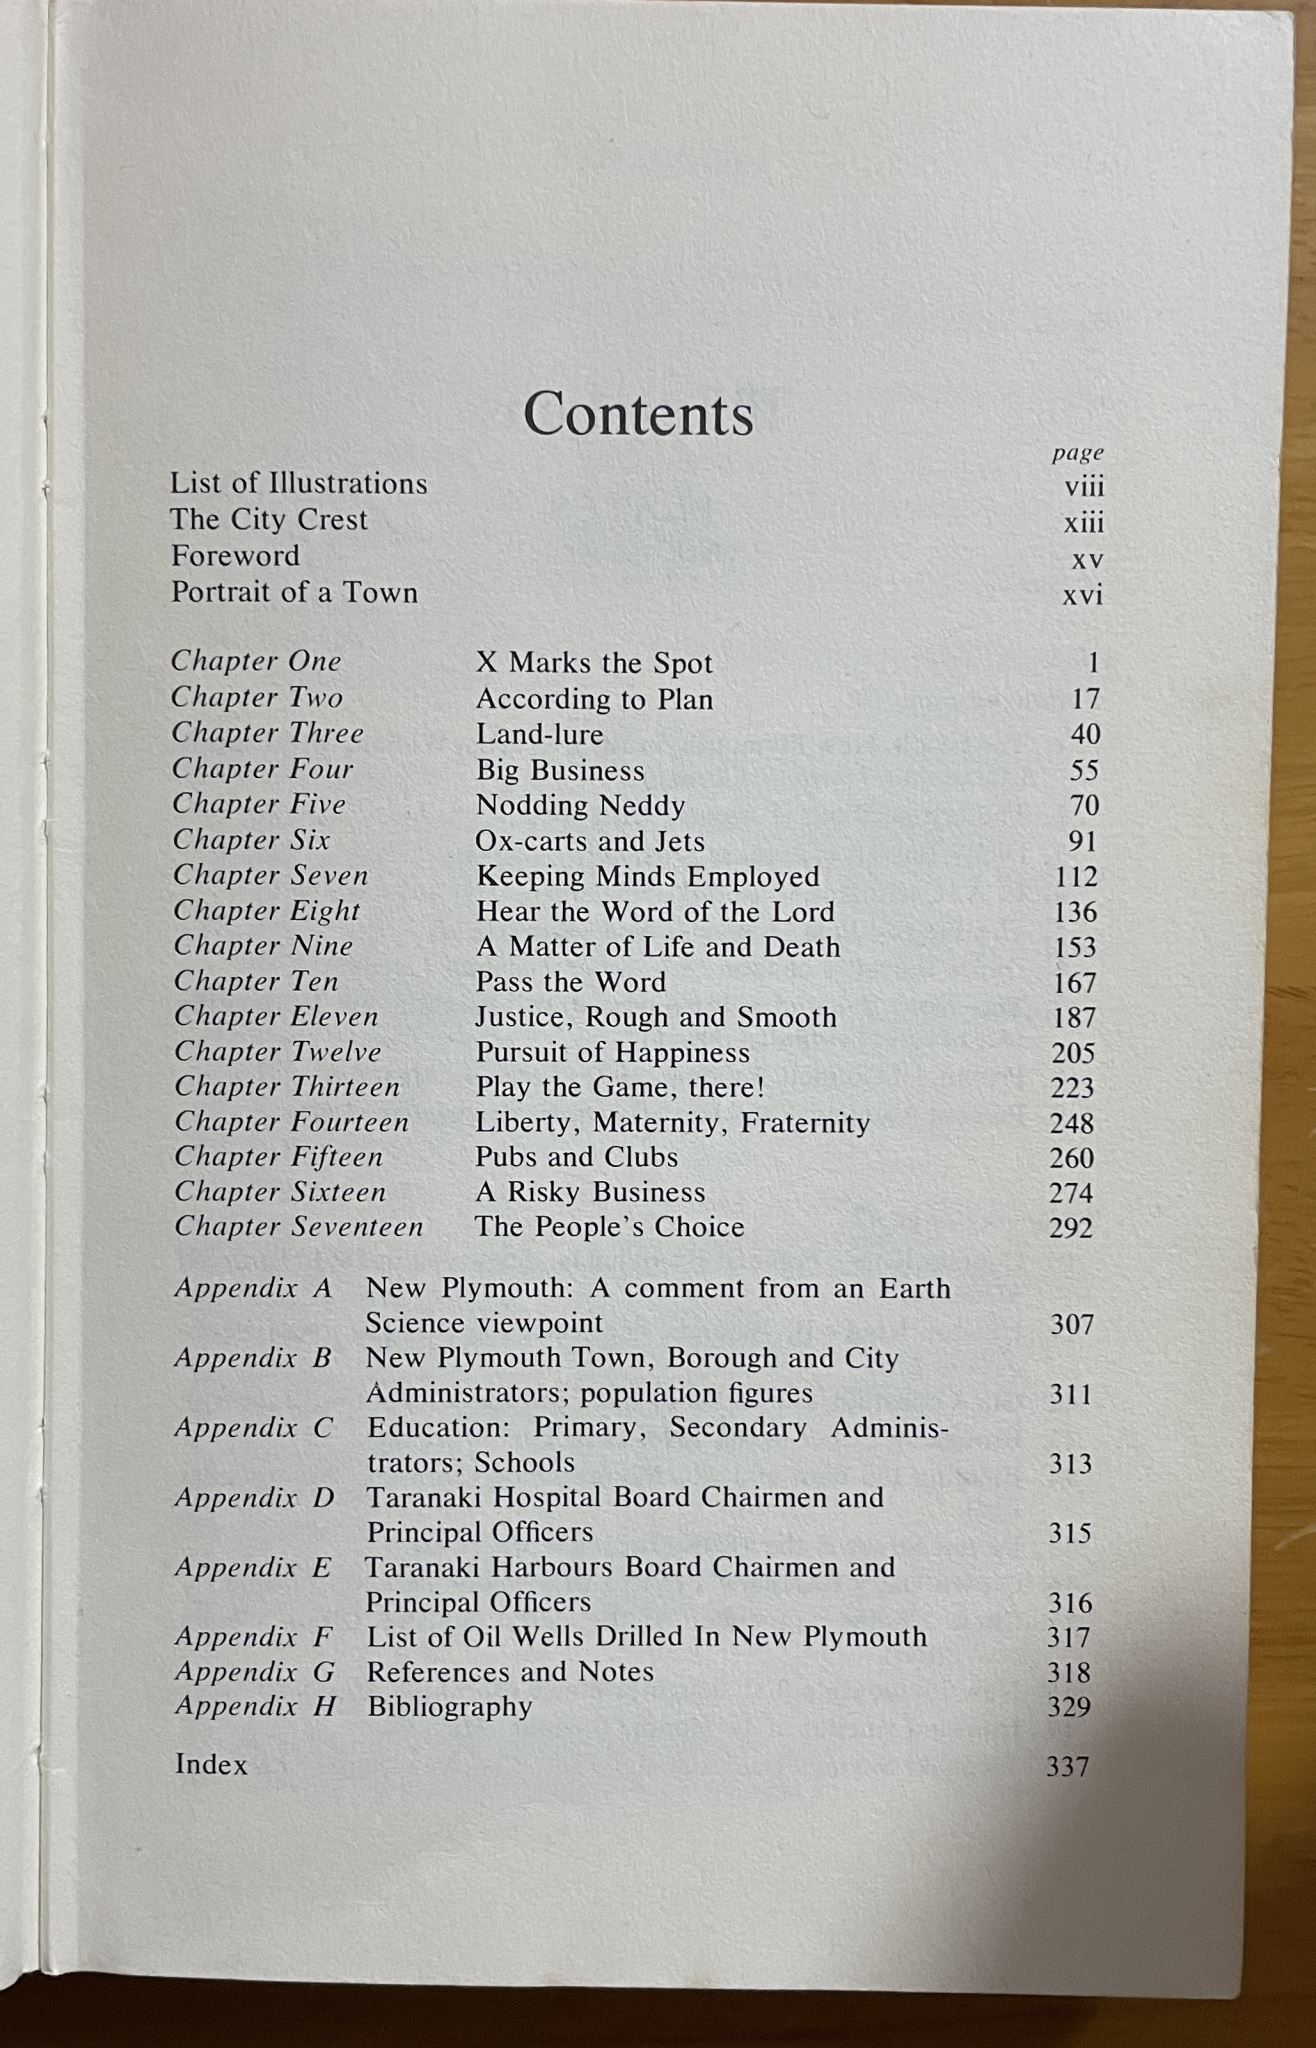 Contents
page
List of Illustrations viii
The City Crest xiii
Foreword xv
Portrait of a Town xvi
Chapter One X Marks the Spot 1
Chapter Two According to Plan 17
Chapter Three Land-lure 40
Chapter Four Big Business 55
Chapter Five Nodding Neddy 70
Chapter Six Ox-carts and Jets 91
Chapter Seven Keeping Minds Employed 112
Chapter Eight Hear the Word of the Lord 136
Chapter Nine A Matter of Life and Death 153
Chapter Ten Pass the Word 167
Chapter Eleven Justice, Rough and Smooth 187
Chapter Twelve Pursuit of Happiness 205
Chapter Thirteen Play the Game, there! 223
Chapter Fourteen Liberty, Maternity, Fraternity 248
Chapter Fifteen Pubs and Clubs 260
Chapter Sixteen A Risky Business 274
Chapter Seventeen The People's Choice 292
Appendix A New Plymouth: A comment from an Earth
Science viewpoint 307
Appendix B New Plymouth Town, Borough and City
Administrators; population figures 311
Appendix C Education: Primary, Secondary Adminis-
trators; Schools 313
Appendix D Taranaki Hospital Board Chairmen and
Principal Officers 315
Appendix E Taranaki Harbours Board Chairmen and
Principal Officers 316
Appendix F List of Oil Wells Drilled In New Plymouth 317
Appendix G References and Notes 318
Appendix H Bibliography 329
Index 337